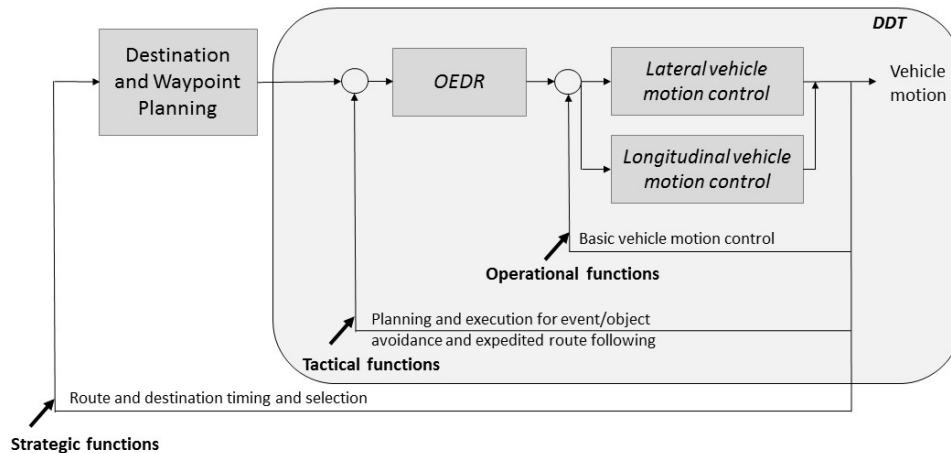 DDT
Destination
and Waypoint
Planning
OEDR
Lateral vehicle
motion control
Vehicle
motion
Longitudinal vehicle
motion control
Basic vehicle motion control
Operational functions
Planning and execution for event/object
avoidance and expedited route following
Tactical functions
Route and destination timing and selection
Strategic functions